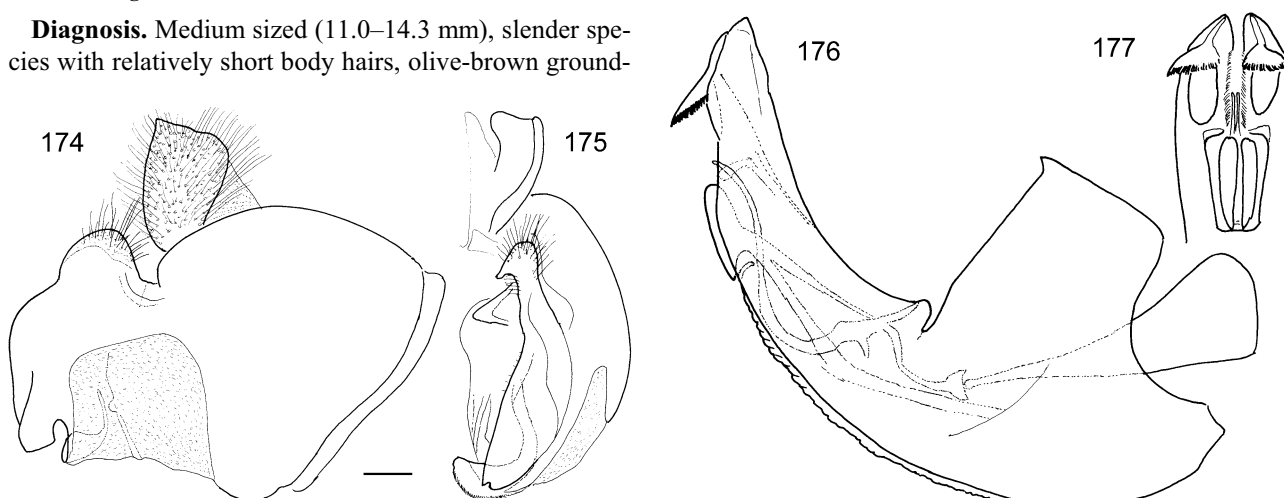 Diagnosis. Medium sized (11.0–14.3 mm), slender spe-
cies with relatively short body hairs, olive-brown ground-
174
175
176
177